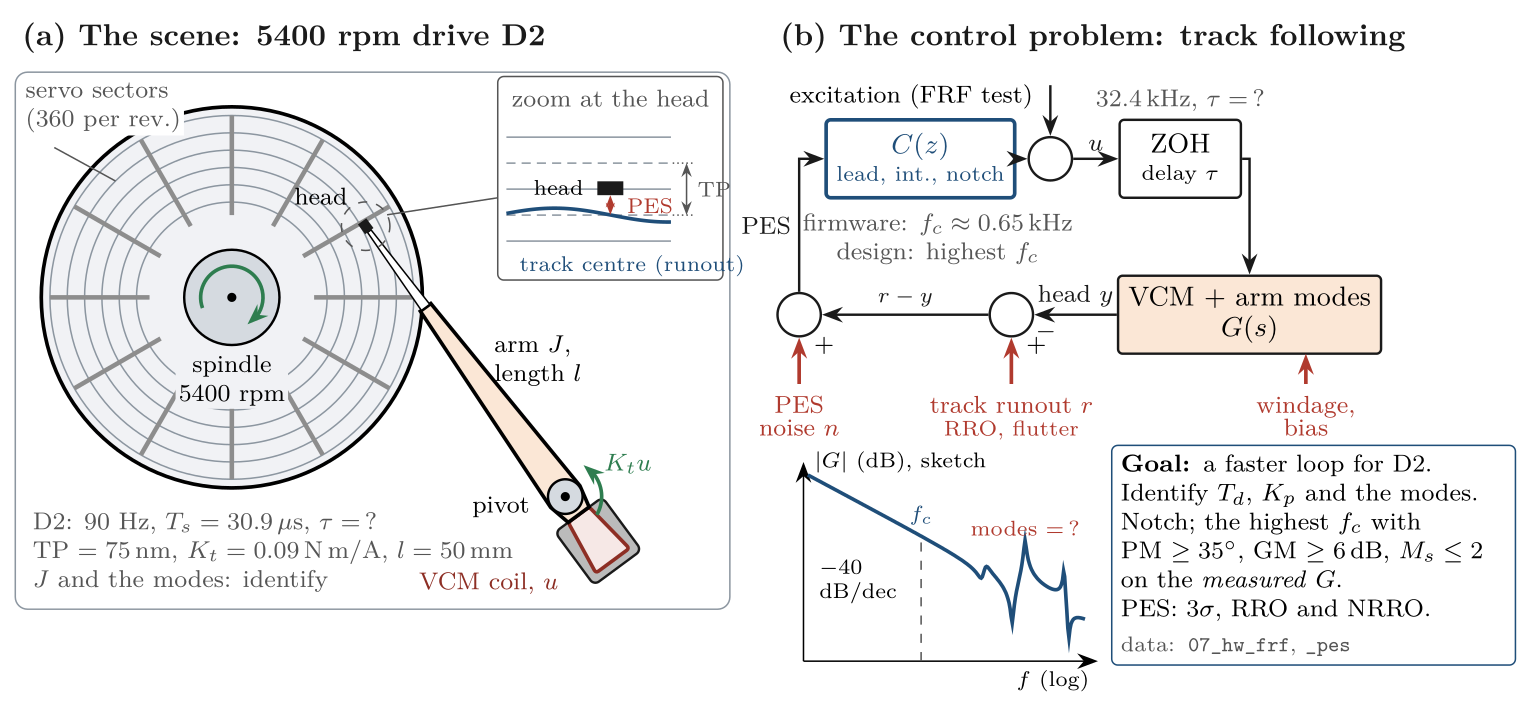 (a) The scene: 5400 rpm drive D2
servo sectors
(360 per rev.)
zoom at the head
head
TP
PES
track centre (runout)
head
spindle
5400 rpm
arm J,
length l
K_t u
pivot
D2: 90 Hz, T_s = 30.9 μs, τ = ?
TP = 75 nm, K_t = 0.09 N m/A, l = 50 mm
J and the modes: identify
VCM coil, u
(b) The control problem: track following
excitation (FRF test)
32.4 kHz, τ = ?
C(z)
lead, int., notch
u
ZOH
delay τ
PES
firmware: f_c ≈ 0.65 kHz
design: highest f_c
r − y
head y
VCM + arm modes
G(s)
+
−
+
PES
noise n
track runout r
RRO, flutter
windage,
bias
|G| (dB), sketch
f_c
modes = ?
−40
dB/dec
f (log)
Goal: a faster loop for D2.
Identify T_d, K_p and the modes.
Notch; the highest f_c with
PM ≥ 35°, GM ≥ 6 dB, M_s ≤ 2
on the measured G.
PES: 3σ, RRO and NRRO.
data: 07_hw_frf, _pes